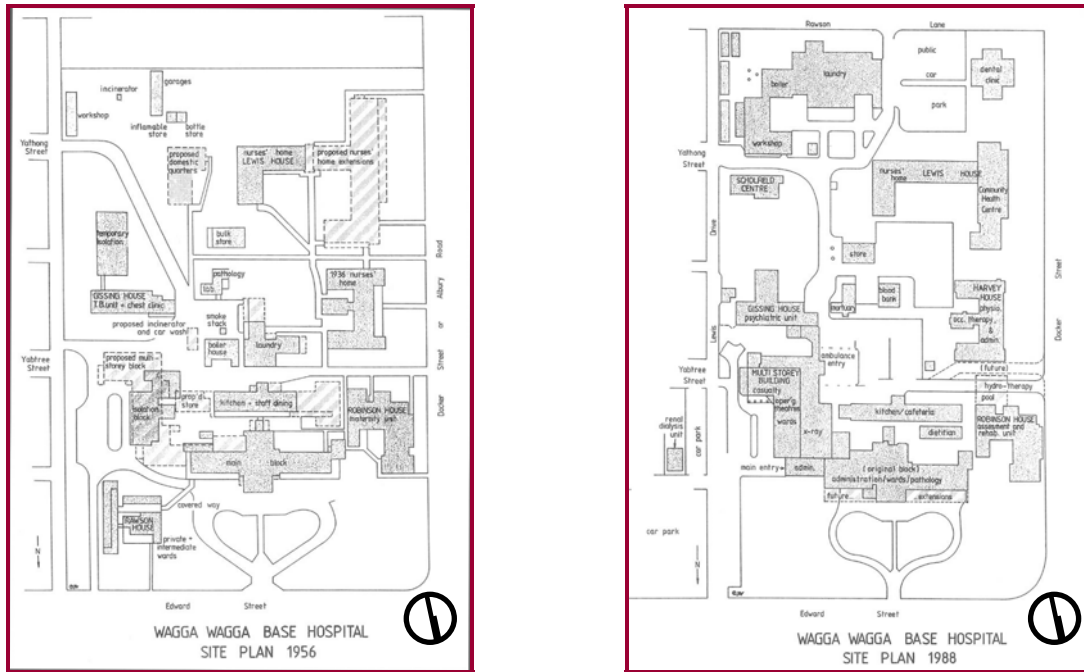 incinerator
garages
workshop
inflamable
store
bottle
store
Yathong
Street
proposed
domestic
quarters
nurses' home
LEWIS HOUSE
proposed nurses'
home extensions
temporary
isolation
bulk
store
Road
pathology
lab.
1936 nurses'
home
Albury
GISSING HOUSE
T.B.unit + chest clinic
proposed incinerator
and car wash
smoke
stack
or
boiler
house
laundry
Yabtree
Street
proposed multi
storey block
Street
prop'd
store
kitchen + staff dining
isolation
block
ROBINSON HOUSE
maternity unit
Docker
main block
covered way
RAWSON
HOUSE
private +
intermediate
wards
N
Edward Street
WAGGA WAGGA BASE HOSPITAL
SITE PLAN 1956
Rawson Lane
public
car
park
laundry
boiler
dental
clinic
workshop
Yathong
Street
SCHOLFIELD
CENTRE
nurses'
home
LEWIS HOUSE
Community
Health
Centre
Drive
store
Street
GISSING HOUSE
psychiatric unit
mortuary
blood
bank
HARVEY
HOUSE
physio.
occ. therapy
&
admin.
Docker
Lewis
ambulance
entry
(future)
Yabtree
Street
MULTI STOREY
BUILDING
casualty
oper'g
theatres
wards
x-ray
hydro-therapy
pool
kitchen/cafeteria
ROBINSON HOUSE
assesment and
rehab. unit
dietitian
renal
dialysis
unit
car park
main entry
admin.
(original block)
administration/wards/pathology
future extensions
car park
N
Edward Street
WAGGA WAGGA BASE HOSPITAL
SITE PLAN 1988